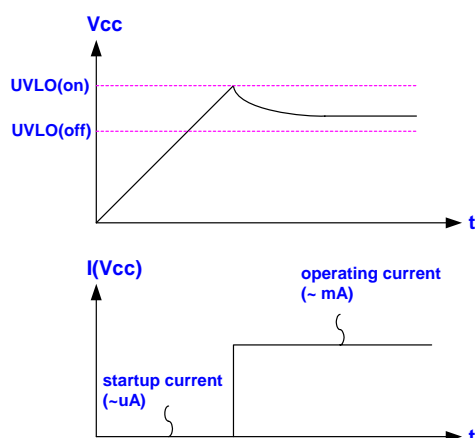 Vcc
UVLO(on)
UVLO(off)
t
I(Vcc)
operating current
(~ mA)
startup current
(~uA)
t